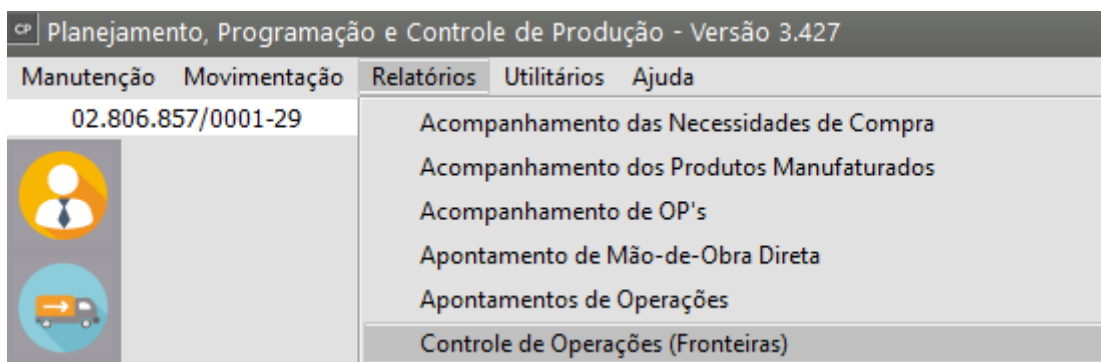 CP Planejamento, Programação e Controle de Produção - Versão 3.427
Manutenção Movimentação Relatórios Utilitários Ajuda
02.806.857/0001-29
Acompanhamento das Necessidades de Compra
Acompanhamento dos Produtos Manufaturados
Acompanhamento de OP's
Apontamento de Mão-de-Obra Direta
Apontamentos de Operações
Controle de Operações (Fronteiras)